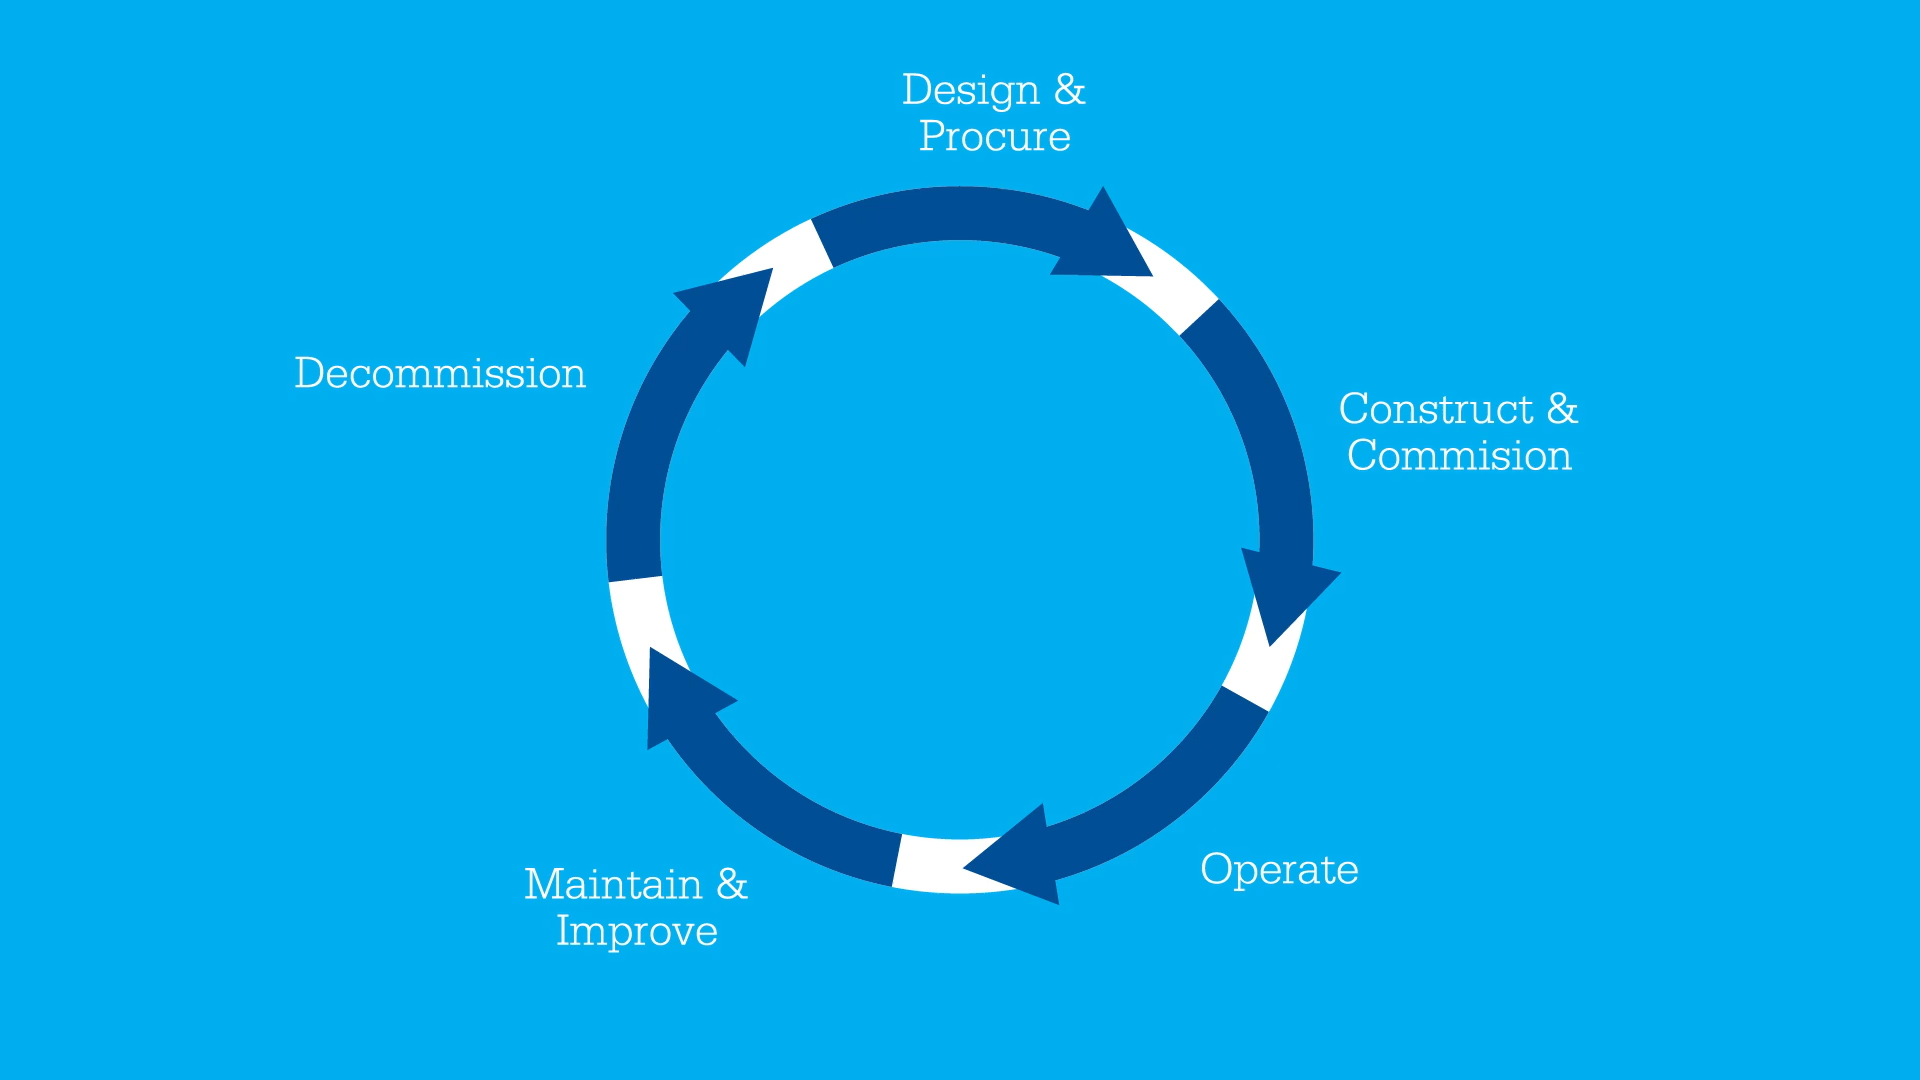 Design &
Procure
Construct &
Commision
Operate
Maintain &
Improve
Decommission